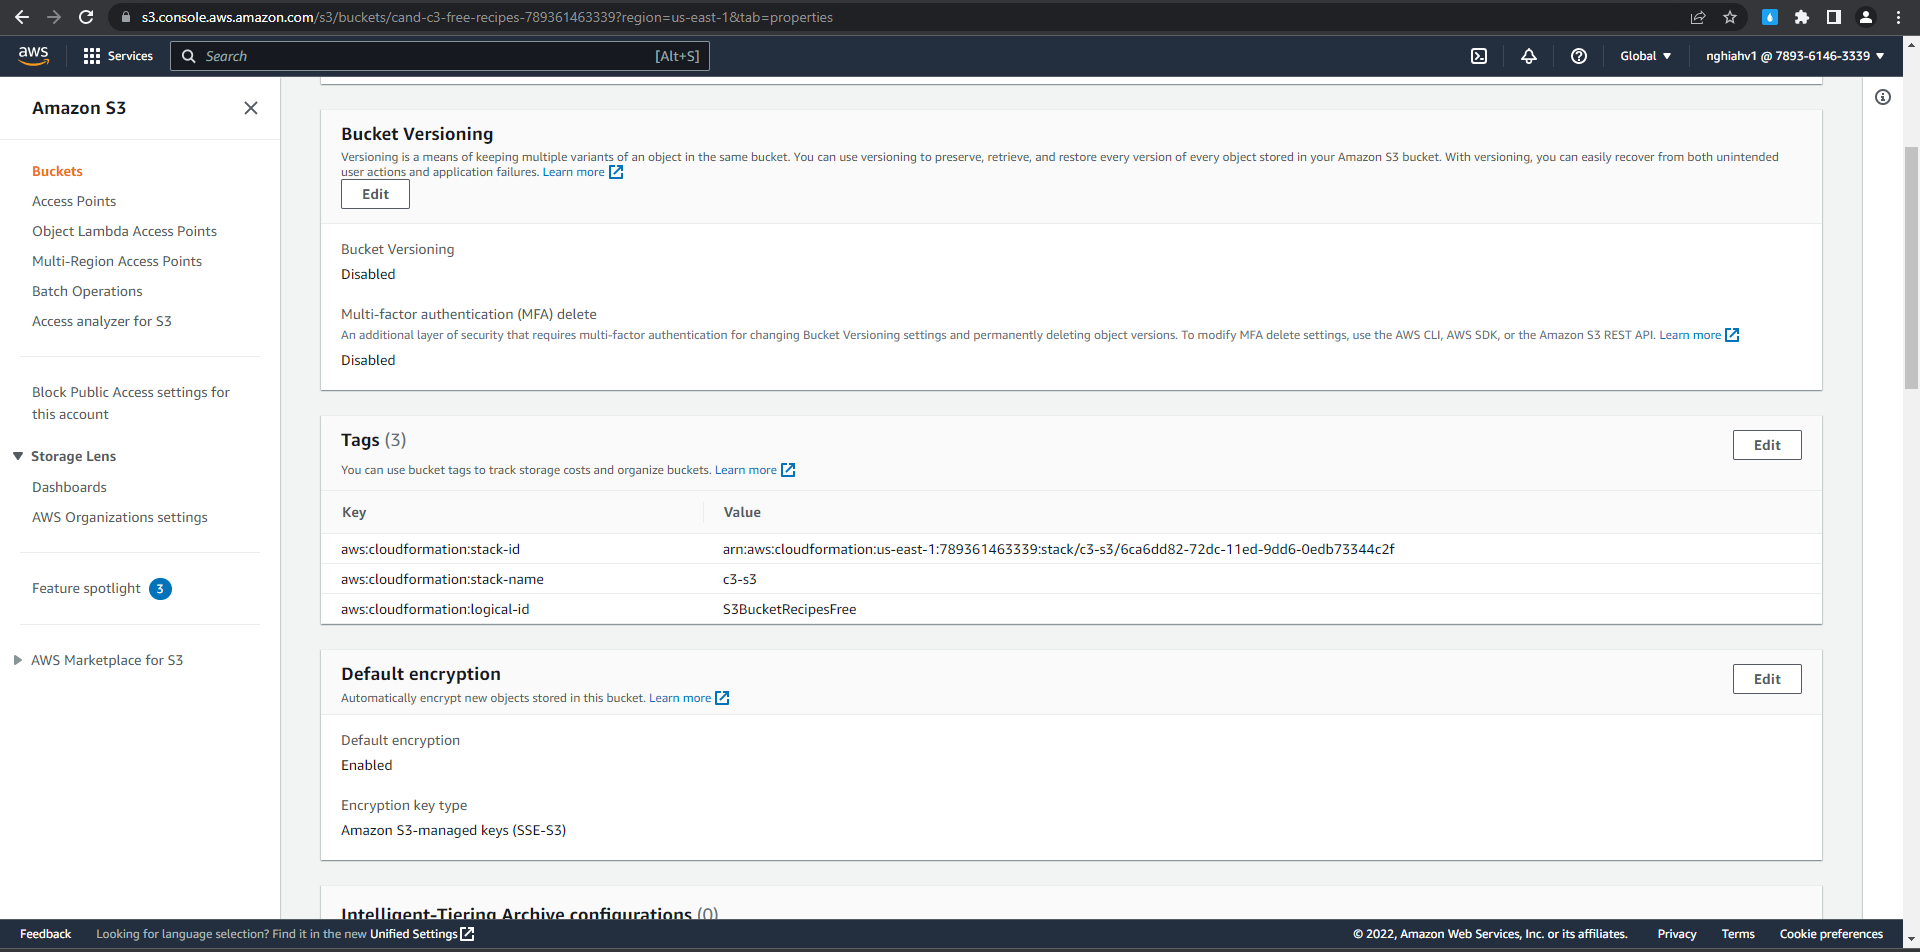 s3.console.aws.amazon.com/s3/buckets/cand-c3-free-recipes-789361463339?region=us-east-1&tab=properties
aws
Services
Search
[Alt+S]
Global
nghiahv1 @ 7893-6146-3339
Amazon S3
Buckets
Access Points
Object Lambda Access Points
Multi-Region Access Points
Batch Operations
Access analyzer for S3
Block Public Access settings for
this account
Storage Lens
Dashboards
AWS Organizations settings
Feature spotlight 3
AWS Marketplace for S3
Bucket Versioning
Versioning is a means of keeping multiple variants of an object in the same bucket. You can use versioning to preserve, retrieve, and restore every version of every object stored in your Amazon S3 bucket. With versioning, you can easily recover from both unintended
user actions and application failures. Learn more
Edit
Bucket Versioning
Disabled
Multi-factor authentication (MFA) delete
An additional layer of security that requires multi-factor authentication for changing Bucket Versioning settings and permanently deleting object versions. To modify MFA delete settings, use the AWS CLI, AWS SDK, or the Amazon S3 REST API. Learn more
Disabled
Tags (3)
Edit
You can use bucket tags to track storage costs and organize buckets. Learn more
Key Value
aws:cloudformation:stack-id arn:aws:cloudformation:us-east-1:789361463339:stack/c3-s3/6ca6dd82-72dc-11ed-9dd6-0edb73344c2f
aws:cloudformation:stack-name c3-s3
aws:cloudformation:logical-id S3BucketRecipesFree
Default encryption
Edit
Automatically encrypt new objects stored in this bucket. Learn more
Default encryption
Enabled
Encryption key type
Amazon S3-managed keys (SSE-S3)
Intelligent-Tiering Archive configurations (0)
Feedback
Looking for language selection? Find it in the new Unified Settings
© 2022, Amazon Web Services, Inc. or its affiliates.
Privacy
Terms
Cookie preferences